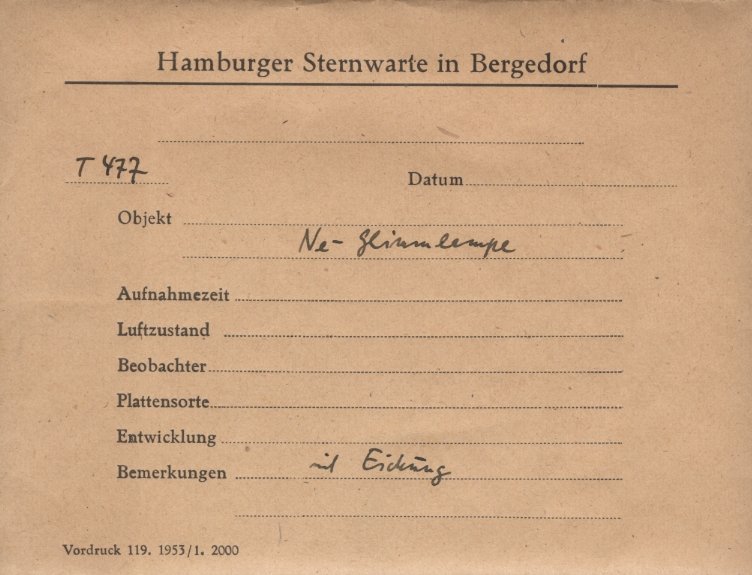 Hamburger Sternwarte in Bergedorf
T 477
Datum
Objekt
Ne- Glimmlampe
Aufnahmezeit
Luftzustand
Beobachter
Plattensorte
Entwicklung
Bemerkungen mit Eichung
Vordruck 119. 1953/1. 2000